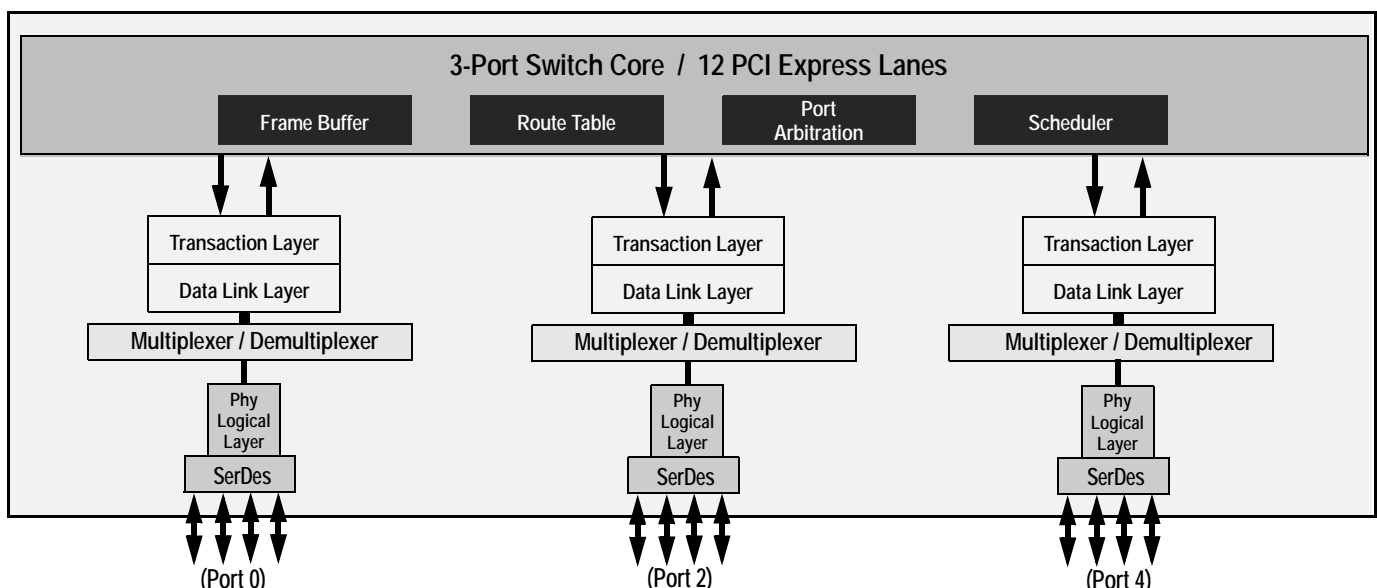 3-Port Switch Core / 12 PCI Express Lanes
Frame Buffer
Route Table
Port
Arbitration
Scheduler
Transaction Layer
Data Link Layer
Multiplexer / Demultiplexer
Phy
Logical
Layer
SerDes
(Port 0)
Transaction Layer
Data Link Layer
Multiplexer / Demultiplexer
Phy
Logical
Layer
SerDes
(Port 2)
Transaction Layer
Data Link Layer
Multiplexer / Demultiplexer
Phy
Logical
Layer
SerDes
(Port 4)